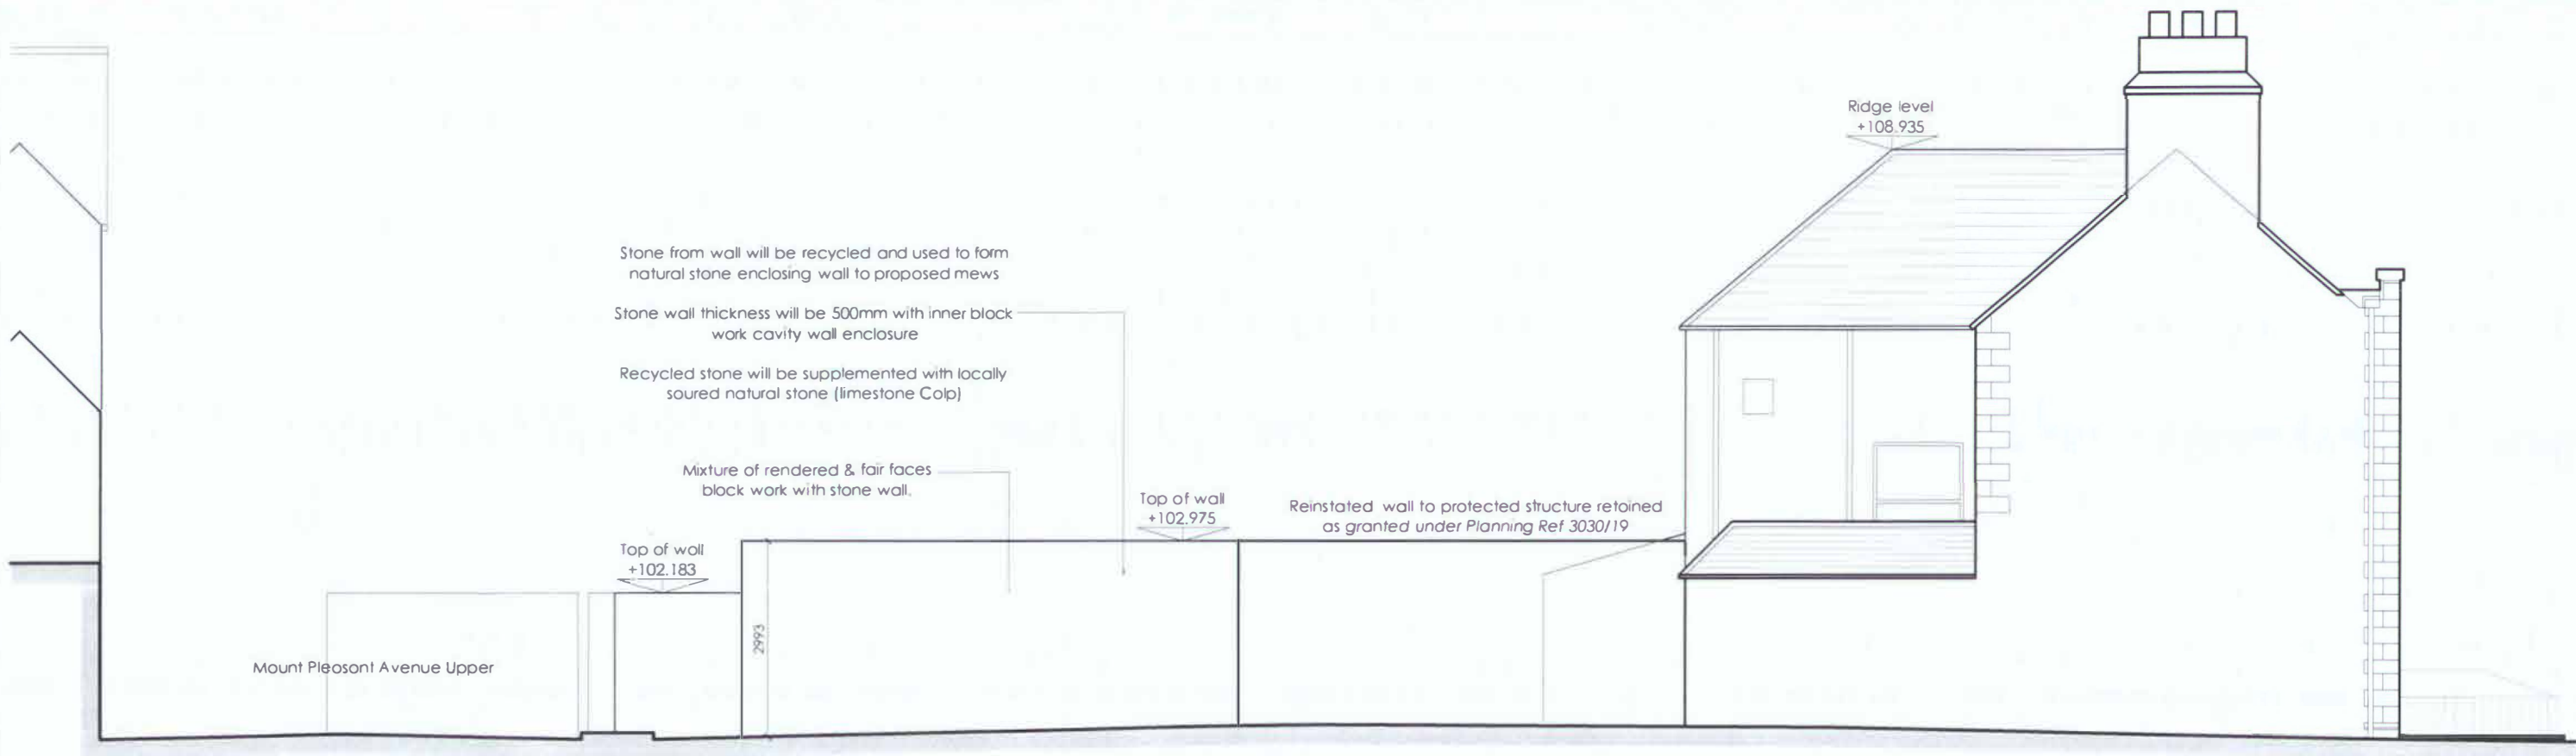 Ridge level
+108.935
Stone from wall will be recycled and used to form
natural stone enclosing wall to proposed mews
Stone wall thickness will be 500mm with inner block
work cavity wall enclosure
Recycled stone will be supplemented with locally
soured natural stone (limestone Colp)
Mixture of rendered & fair faces
block work with stone wall.
Top of wall
+102.975
Reinstated wall to protected structure retained
as granted under Planning Ref 3030/19
Top of wall
+102.183
2993
Mount Pleasant Avenue Upper